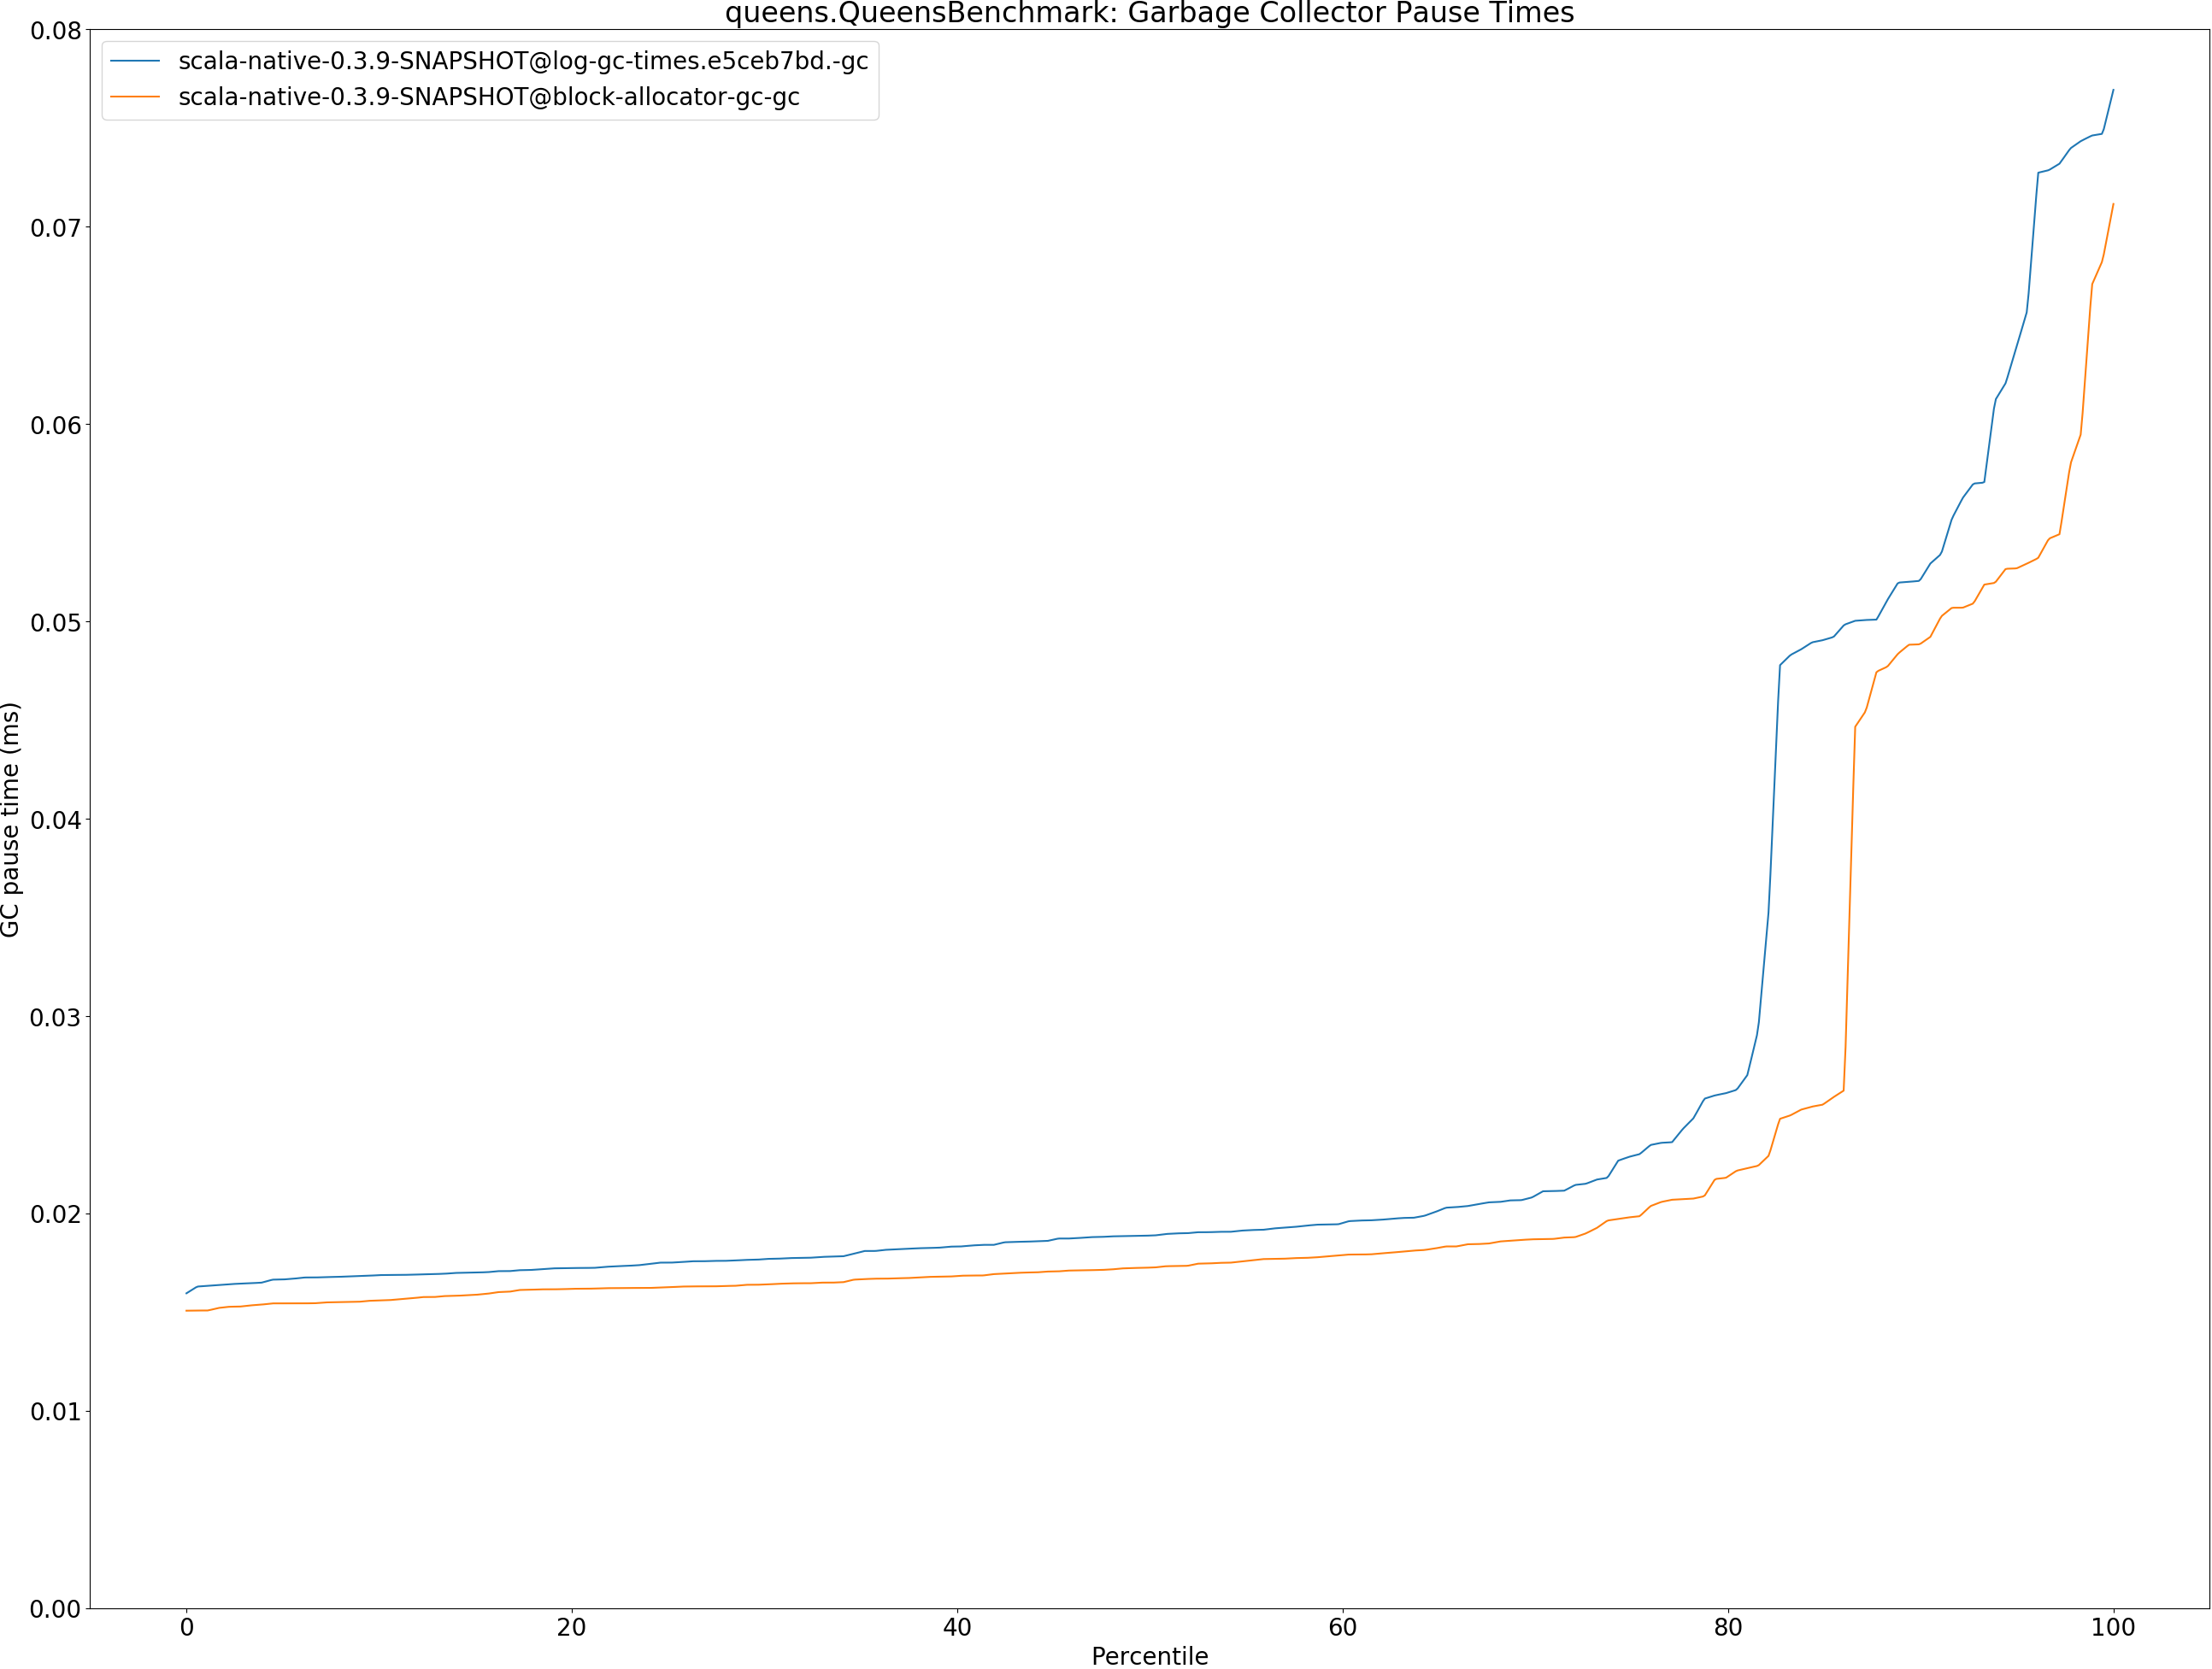 queens.QueensBenchmark: Garbage Collector Pause Times
scala-native-0.3.9-SNAPSHOT@log-gc-times.e5ceb7bd.-gc
scala-native-0.3.9-SNAPSHOT@block-allocator-gc-gc
0.08
0.07
0.06
0.05
0.04
0.03
0.02
0.01
0.00
GC pause time (ms)
0 20 40 60 80 100
Percentile